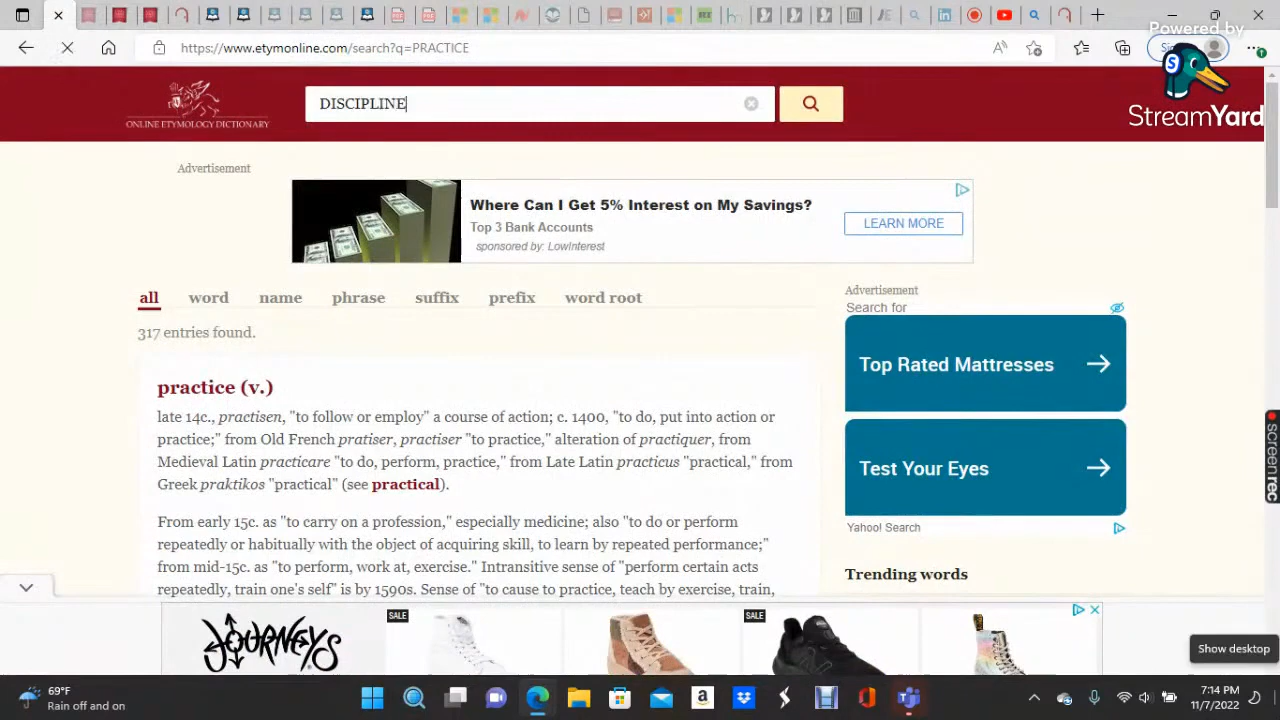 https://www.etymonline.com/search?q=PRACTICE
Powered by
StreamYard
ONLINE ETYMOLOGY DICTIONARY
DISCIPLINE
Advertisement
Where Can I Get 5% Interest on My Savings?
Top 3 Bank Accounts
sponsored by: LowInterest
LEARN MORE
all word name phrase suffix prefix word root
317 entries found.
practice (v.)
late 14c., practisen, "to follow or employ" a course of action; c. 1400, "to do, put into action or
practice;" from Old French pratiser, practiser "to practice," alteration of practiquer, from
Medieval Latin practicare "to do, perform, practice," from Late Latin practicus "practical," from
Greek praktikos "practical" (see practical).
From early 15c. as "to carry on a profession," especially medicine; also "to do or perform
repeatedly or habitually with the object of acquiring skill, to learn by repeated performance;"
from mid-15c. as "to perform, work at, exercise." Intransitive sense of "perform certain acts
repeatedly, train one's self" is by 1590s. Sense of "to cause to practice, teach by exercise, train,
Advertisement
Search for
Top Rated Mattresses
Test Your Eyes
Yahoo! Search
Trending words
Screenrec
JOURNEYS
SALE
SALE
Show desktop
69°F
Rain off and on
7:14 PM
11/7/2022